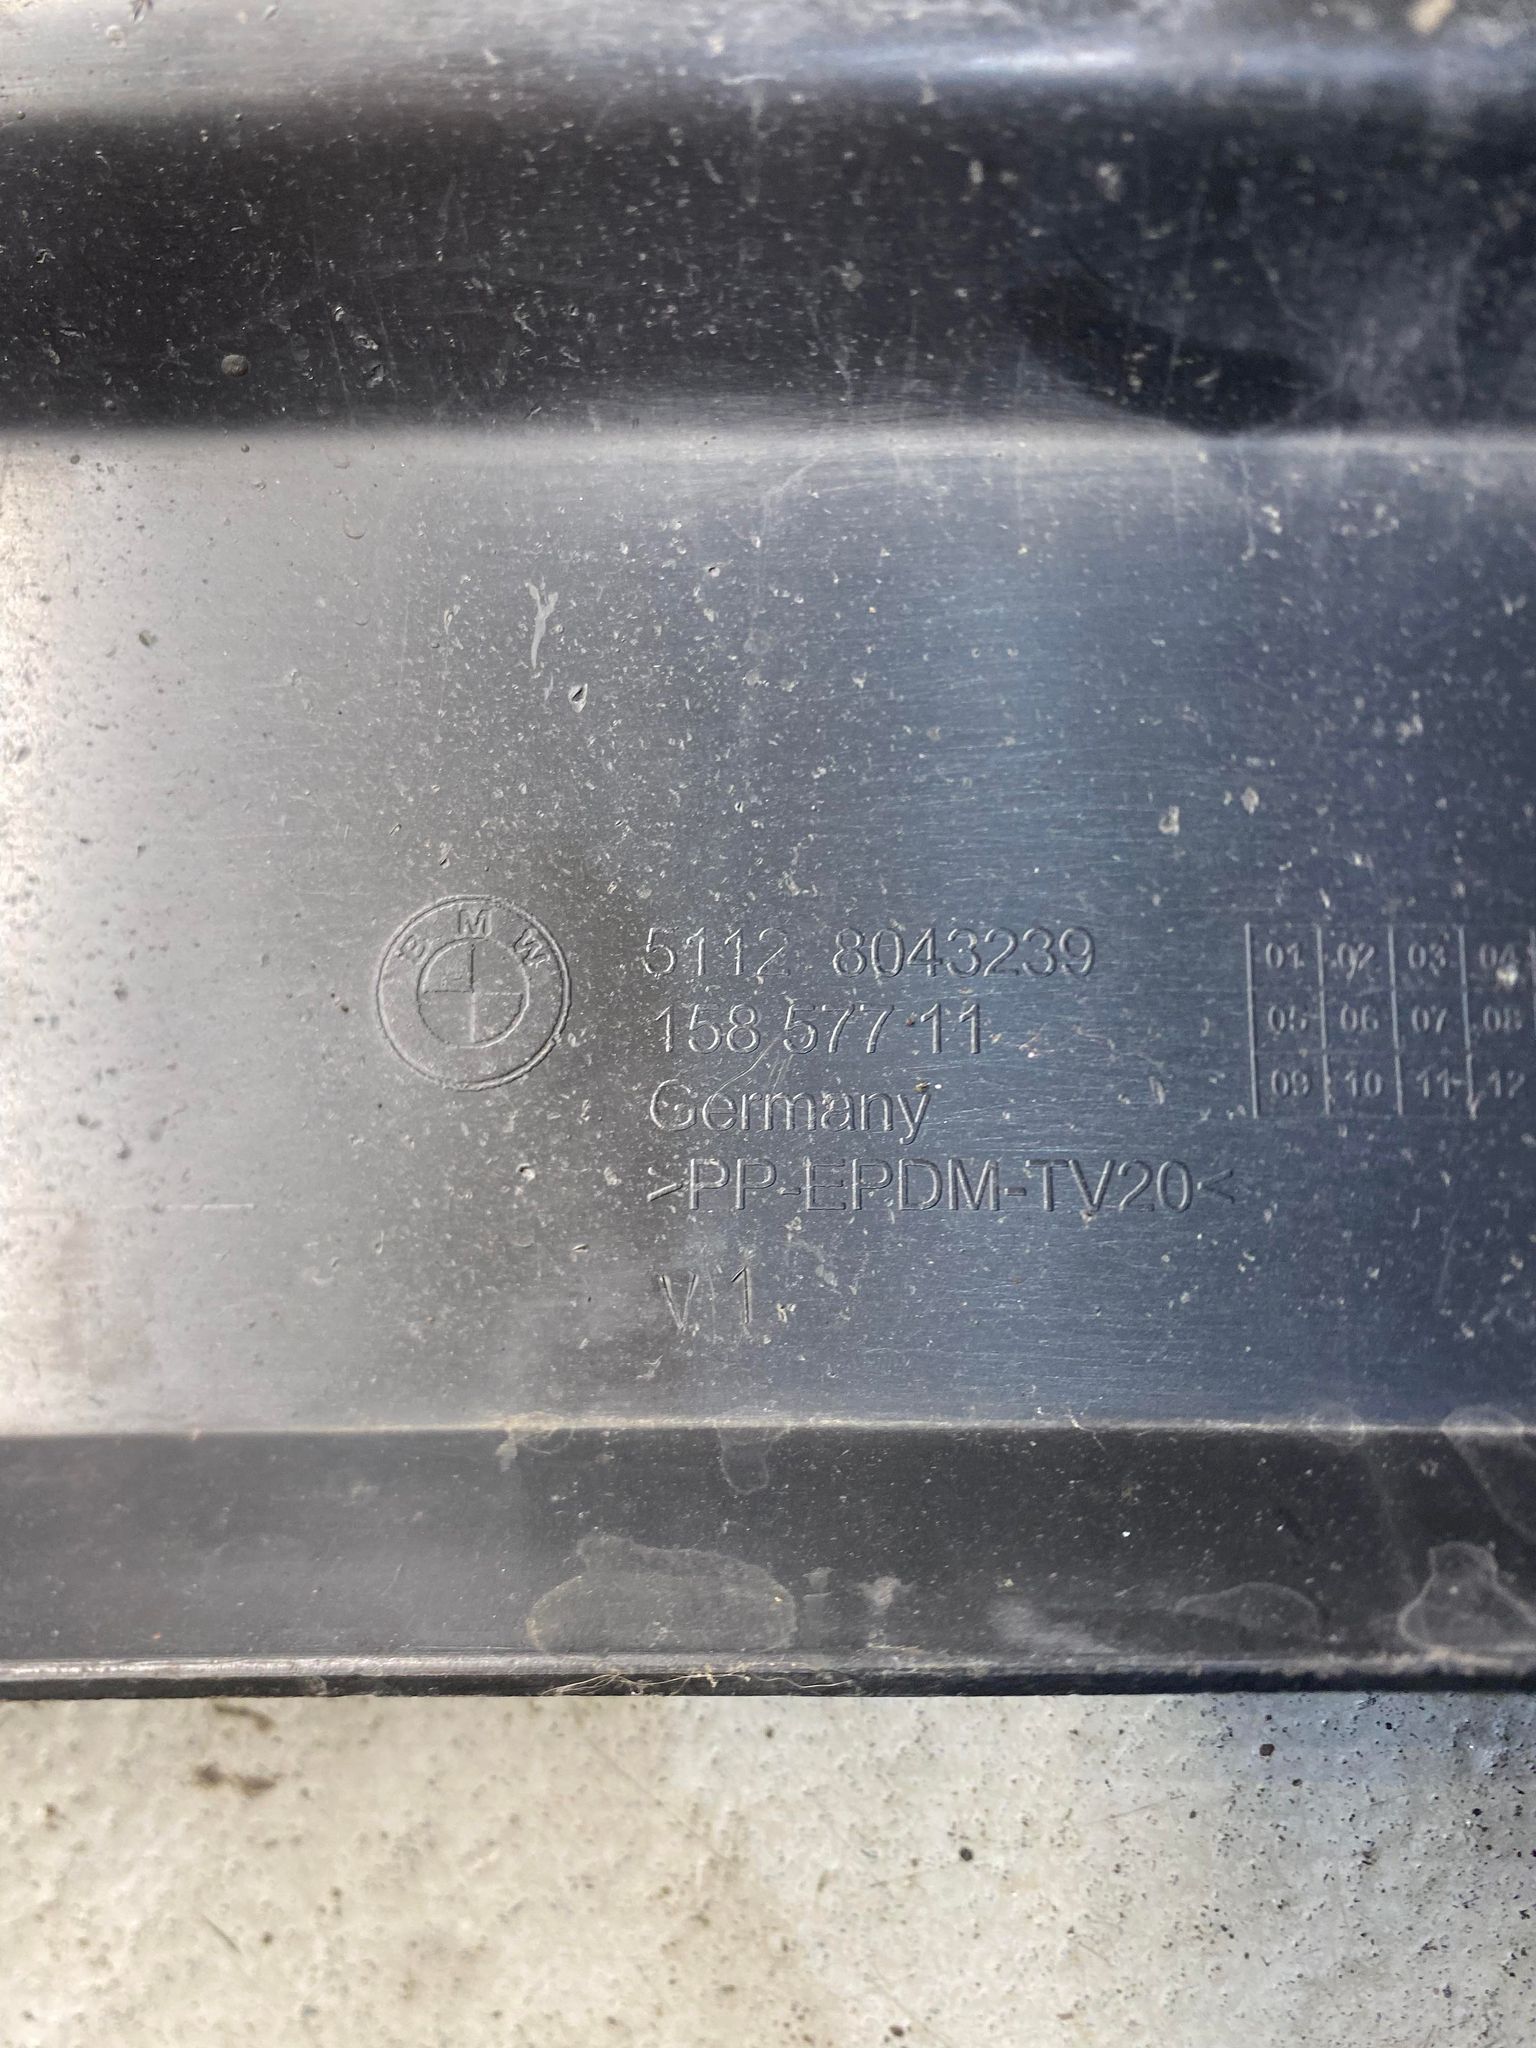 BMW
5112 8043239
158 577 11
Germany
>PP-EPDM-TV20<
v 1
01 02 03 04
05 06 07 08
09 10 11 12